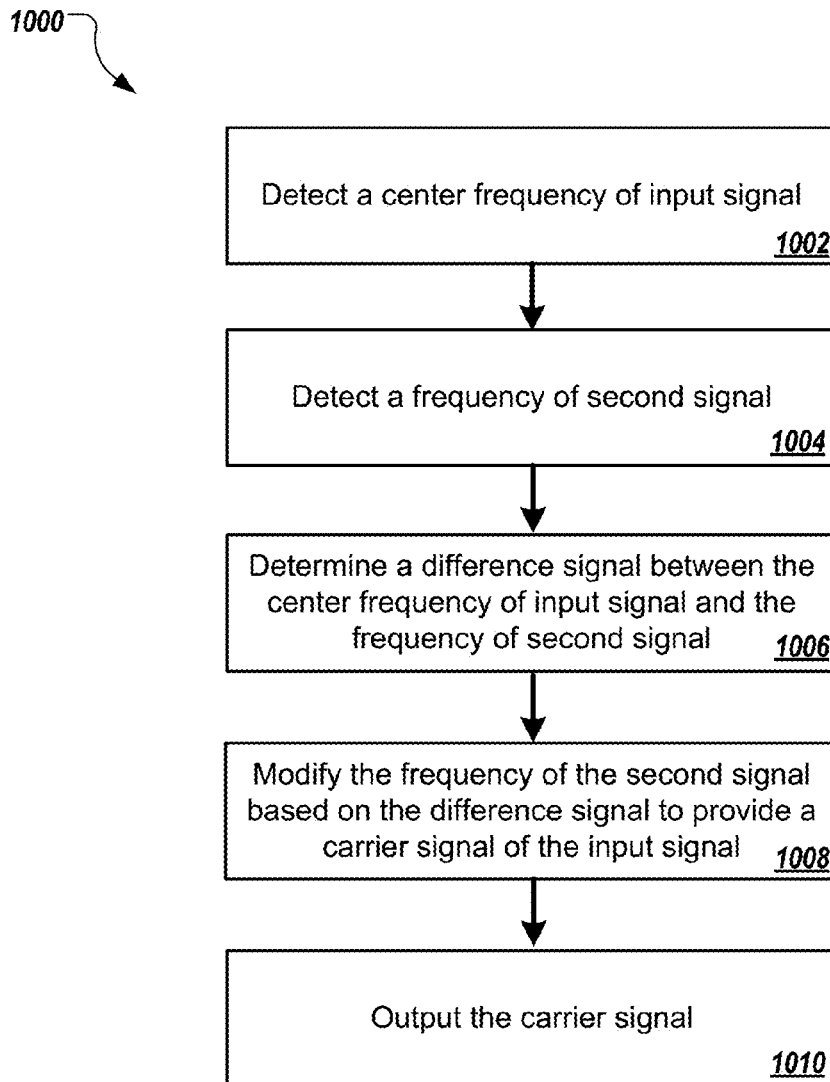 1000
Detect a center frequency of input signal
1002
Detect a frequency of second signal
1004
Determine a difference signal between the
center frequency of input signal and the
frequency of second signal
1006
Modify the frequency of the second signal
based on the difference signal to provide a
carrier signal of the input signal
1008
Output the carrier signal
1010